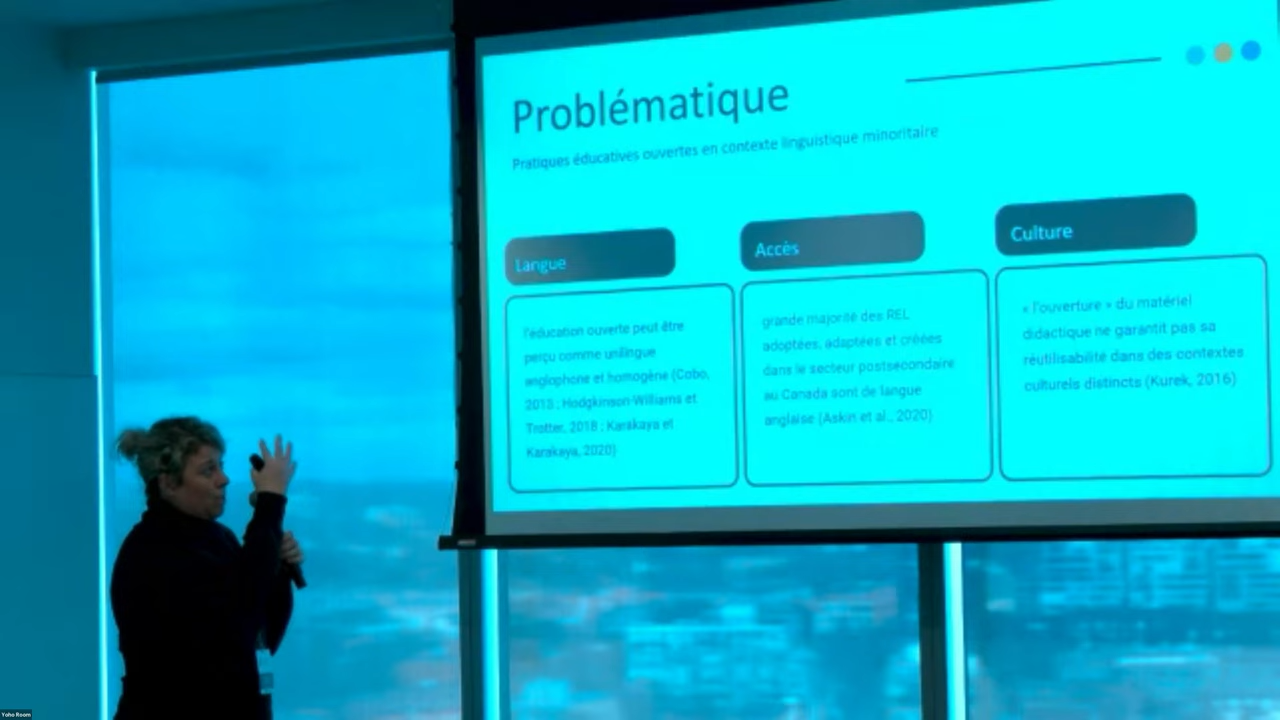 Problématique
Pratiques éducatives ouvertes en contexte linguistique minoritaire
Langue
l'éducation ouverte peut être
perçu comme unilingue
anglophone et homogène (Cobo,
2013 ; Hodgkinson-Williams et
Trotter, 2018 ; Karakaya et
Karakaya, 2020)
Accès
grande majorité des REL
adoptées, adaptées et créées
dans le secteur postsecondaire
au Canada sont de langue
anglaise (Askin et al., 2020)
Culture
« l'ouverture » du matériel
didactique ne garantit pas sa
réutilisabilité dans des contextes
culturels distincts (Kurek, 2016)
Yoho Room